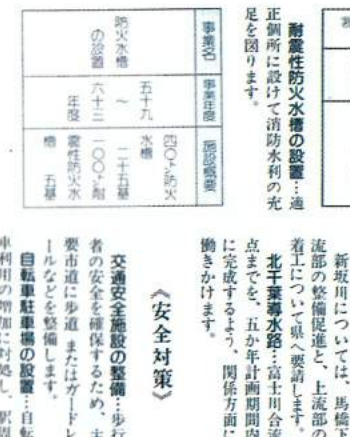 新坂川については、馬橋下
流部の整備促進と、上流部の
着工について県へ要請します。
北千葉導水路…富士川合流
点までを、五か年計画期間内
に完成するよう、関係方面に
働きかけます。
《安全対策》
交通安全施設の整備…歩行
者の安全を確保するため、主
要市道に歩道、またはガードレ
ールなどを整備します。
自転車駐車場の設置…自転
車利用の増加に対処し、駅周
耐震性防火水槽の設置…適
正個所に設けて消防水利の充
足を図ります。
事業名
事業年度
施設概要
防火水槽
の設置
五十九
〜
六十三
年度
四〇㌧防火
水槽
二十五基
一〇〇㌧耐
震性防火水
槽 五基